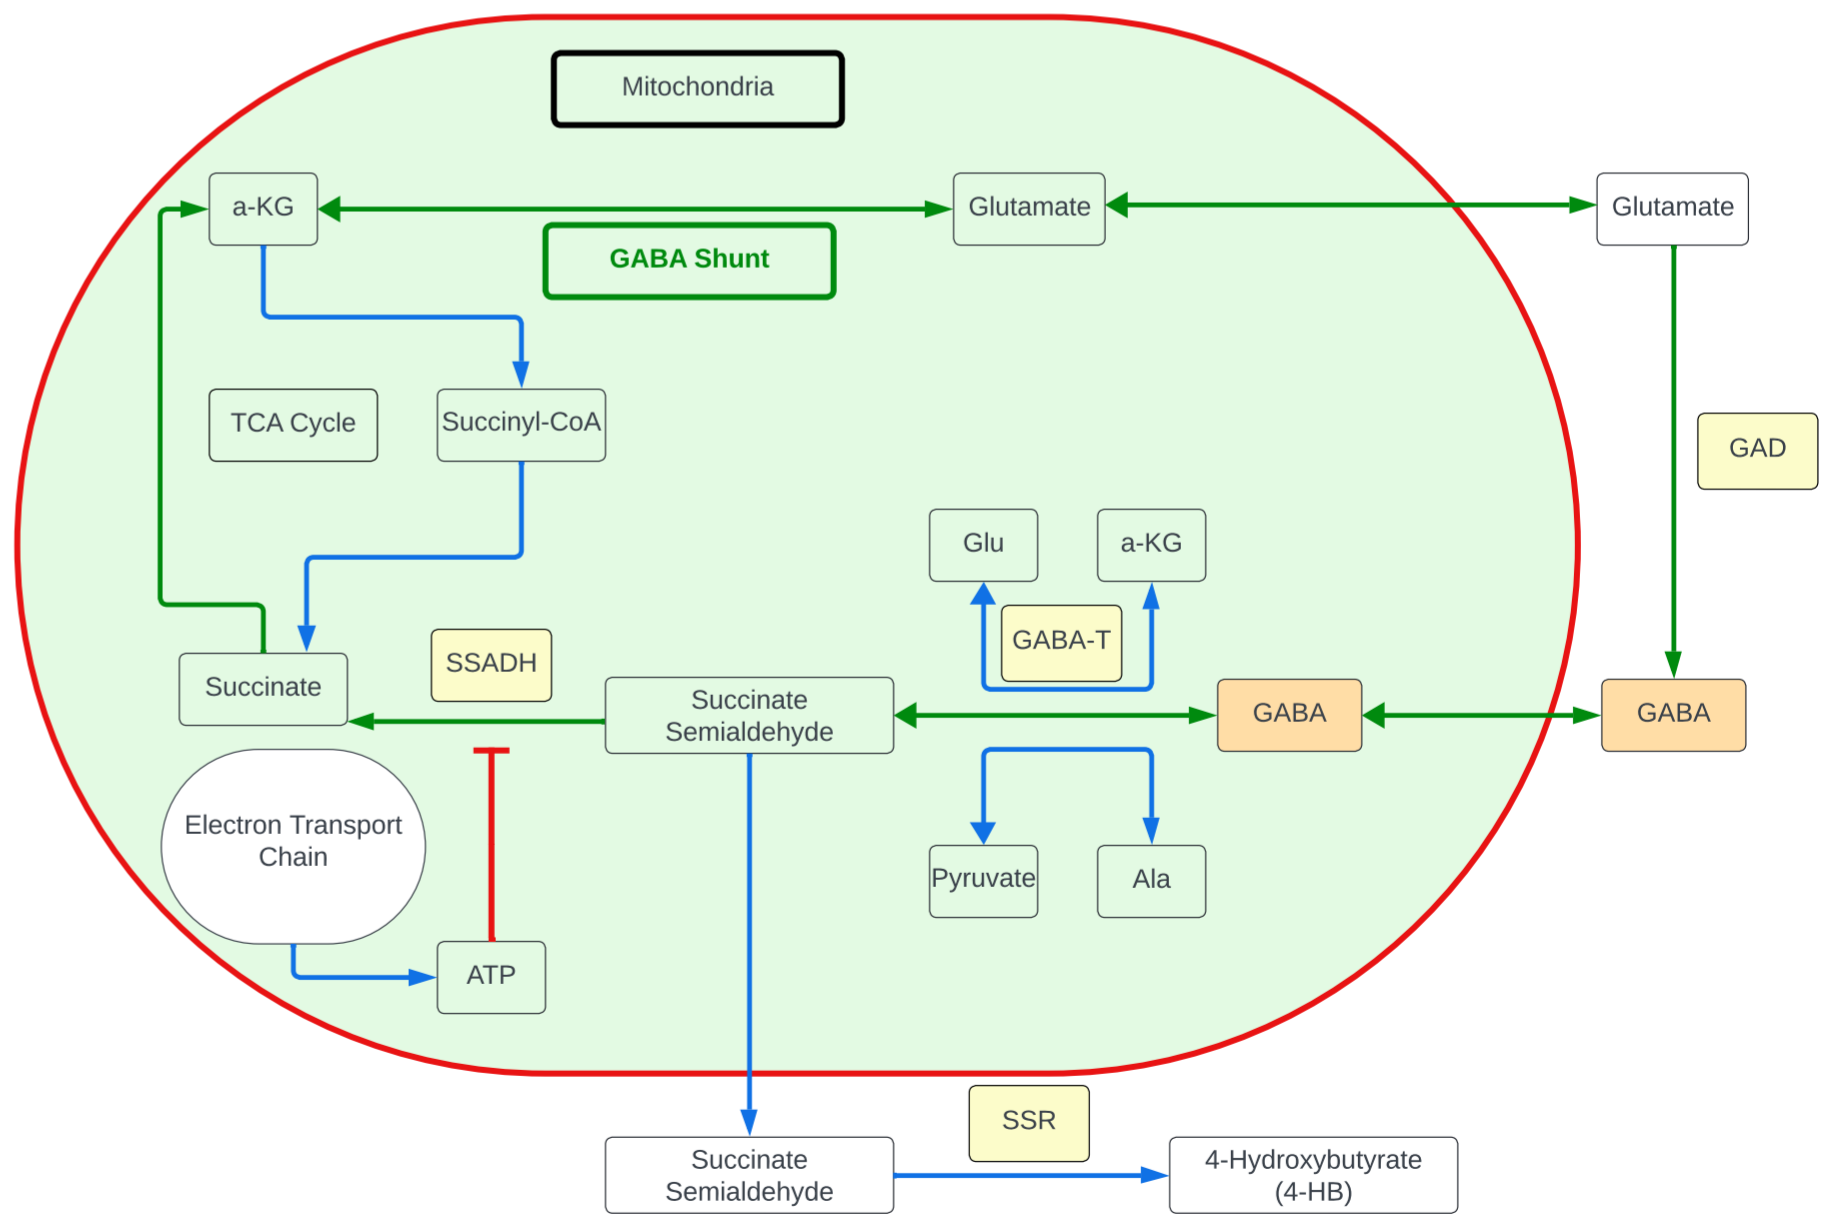 Mitochondria
a-KG
Glutamate
Glutamate
GABA Shunt
TCA Cycle
Succinyl-CoA
GAD
Glu
a-KG
GABA-T
SSADH
Succinate
Succinate
Semialdehyde
GABA
GABA
Electron Transport
Chain
Pyruvate
Ala
ATP
SSR
Succinate
Semialdehyde
4-Hydroxybutyrate
(4-HB)